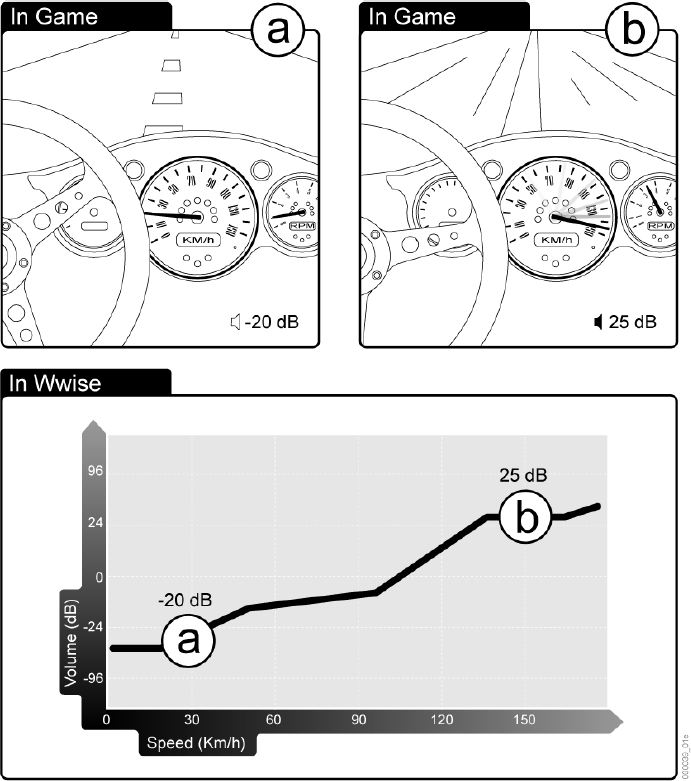 In Game
a
KM/h
RPM
-20 dB
In Game
b
KM/h
RPM
25 dB
In Wwise
96
24
0
-24
-96
Volume (dB)
25 dB
b
-20 dB
a
0 30 60 90 120 150
Speed (Km/h)